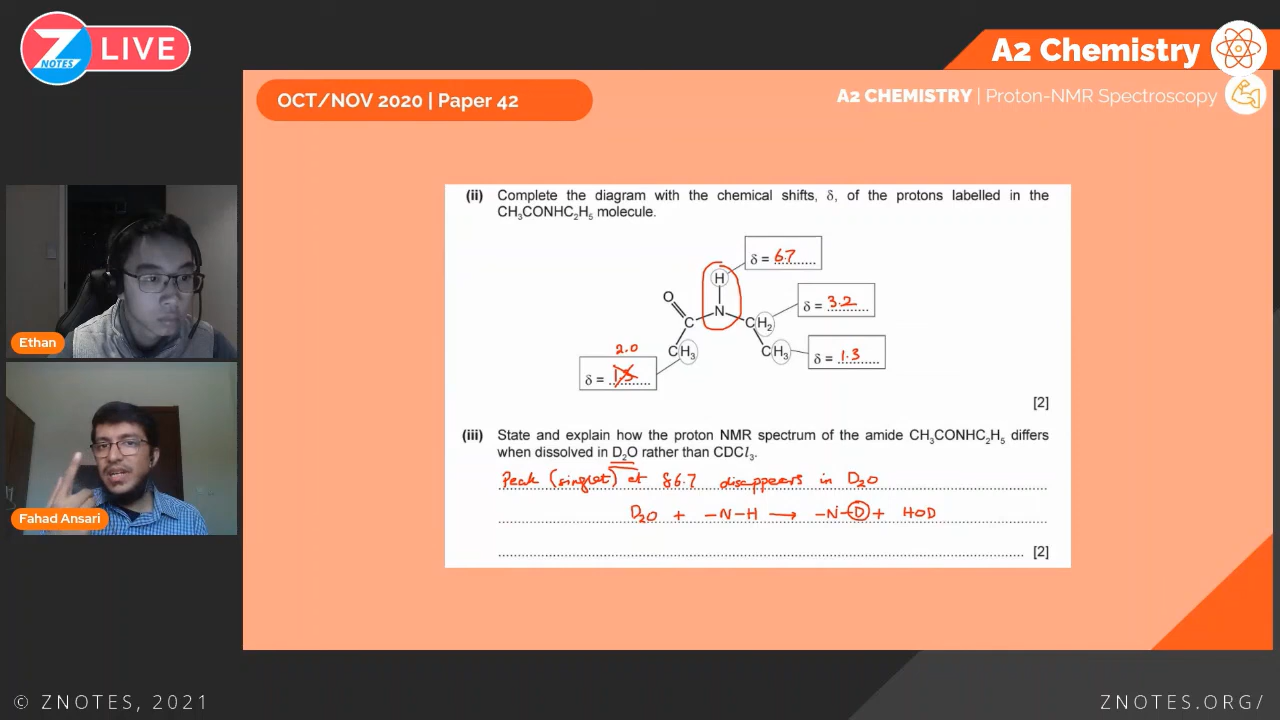 Z NOTES LIVE
A2 Chemistry
OCT/NOV 2020 | Paper 42
A2 CHEMISTRY | Proton-NMR Spectroscopy
(ii) Complete the diagram with the chemical shifts, δ, of the protons labelled in the
CH₃CONHC₂H₅ molecule.
δ = 6.7
H
O
N
δ = 3.2
C
CH₂
2.0
CH₃
CH₃
δ = 1.3
δ = 1.5
[2]
(iii) State and explain how the proton NMR spectrum of the amide CH₃CONHC₂H₅ differs
when dissolved in D₂O rather than CDCl₃.
Peak (singlet) at δ6.7 disappears in D₂O
D₂O + –N–H ⟶ –N–D + HOD
[2]
Ethan
Fahad Ansari
© ZNOTES, 2021
ZNOTES.ORG/